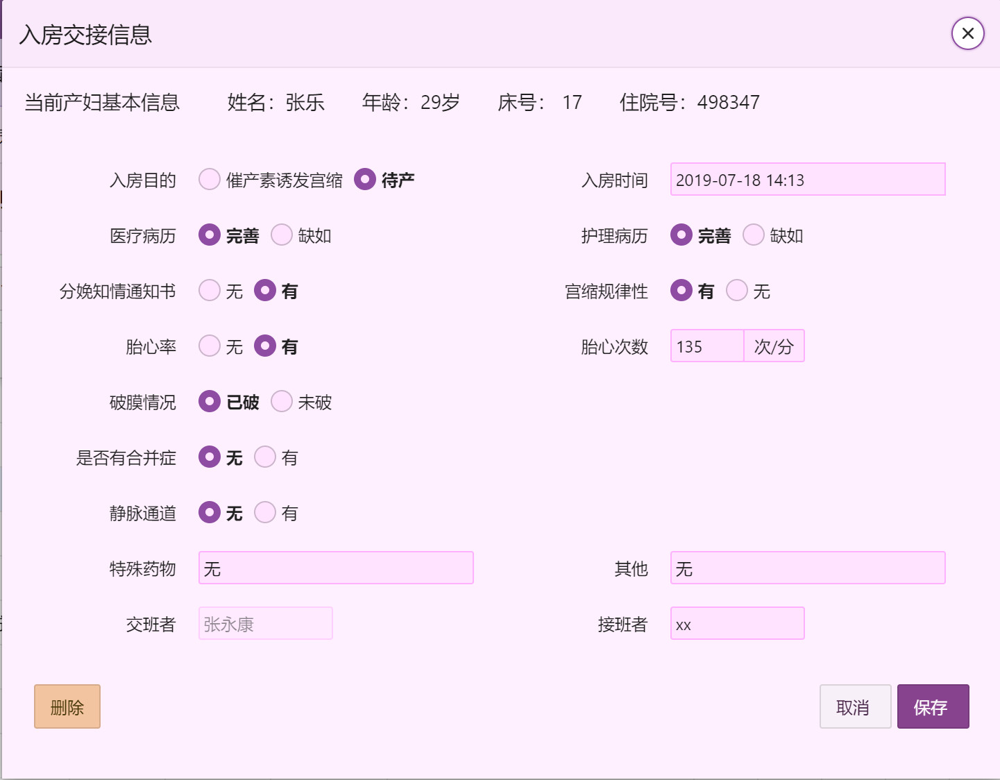 入房交接信息
当前产妇基本信息 姓名：张乐 年龄：29岁 床号： 17 住院号：498347
入房目的 催产素诱发宫缩 待产 入房时间 2019-07-18 14:13
医疗病历 完善 缺如 护理病历 完善 缺如
分娩知情通知书 无 有 宫缩规律性 有 无
胎心率 无 有 胎心次数 135 次/分
破膜情况 已破 未破
是否有合并症 无 有
静脉通道 无 有
特殊药物 无 其他 无
交班者 张永康 接班者 xx
删除 取消 保存